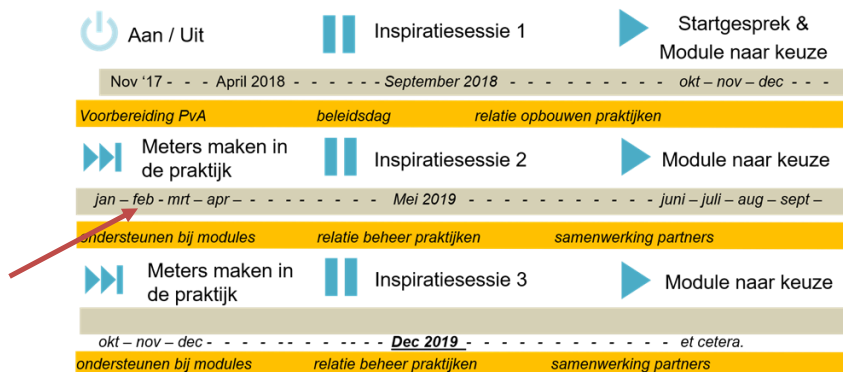 Aan / Uit Inspiratiesessie 1 Startgesprek &
Module naar keuze
Nov ‘17 - - - April 2018 - - - - - - September 2018 - - - - - - - - - - okt – nov – dec - - -
Voorbereiding PvA beleidsdag relatie opbouwen praktijken
Meters maken in
de praktijk
Inspiratiesessie 2 Module naar keuze
jan – feb - mrt – apr – - - - - - - - - Mei 2019 - - - - - - - - - - - juni – juli – aug – sept –
ondersteunen bij modules relatie beheer praktijken samenwerking partners
Meters maken in
de praktijk
Inspiratiesessie 3 Module naar keuze
okt – nov – dec - - - - - -- - - ---- Dec 2019 - - - - - - - - - - - - et cetera.
ondersteunen bij modules relatie beheer praktijken samenwerking partners